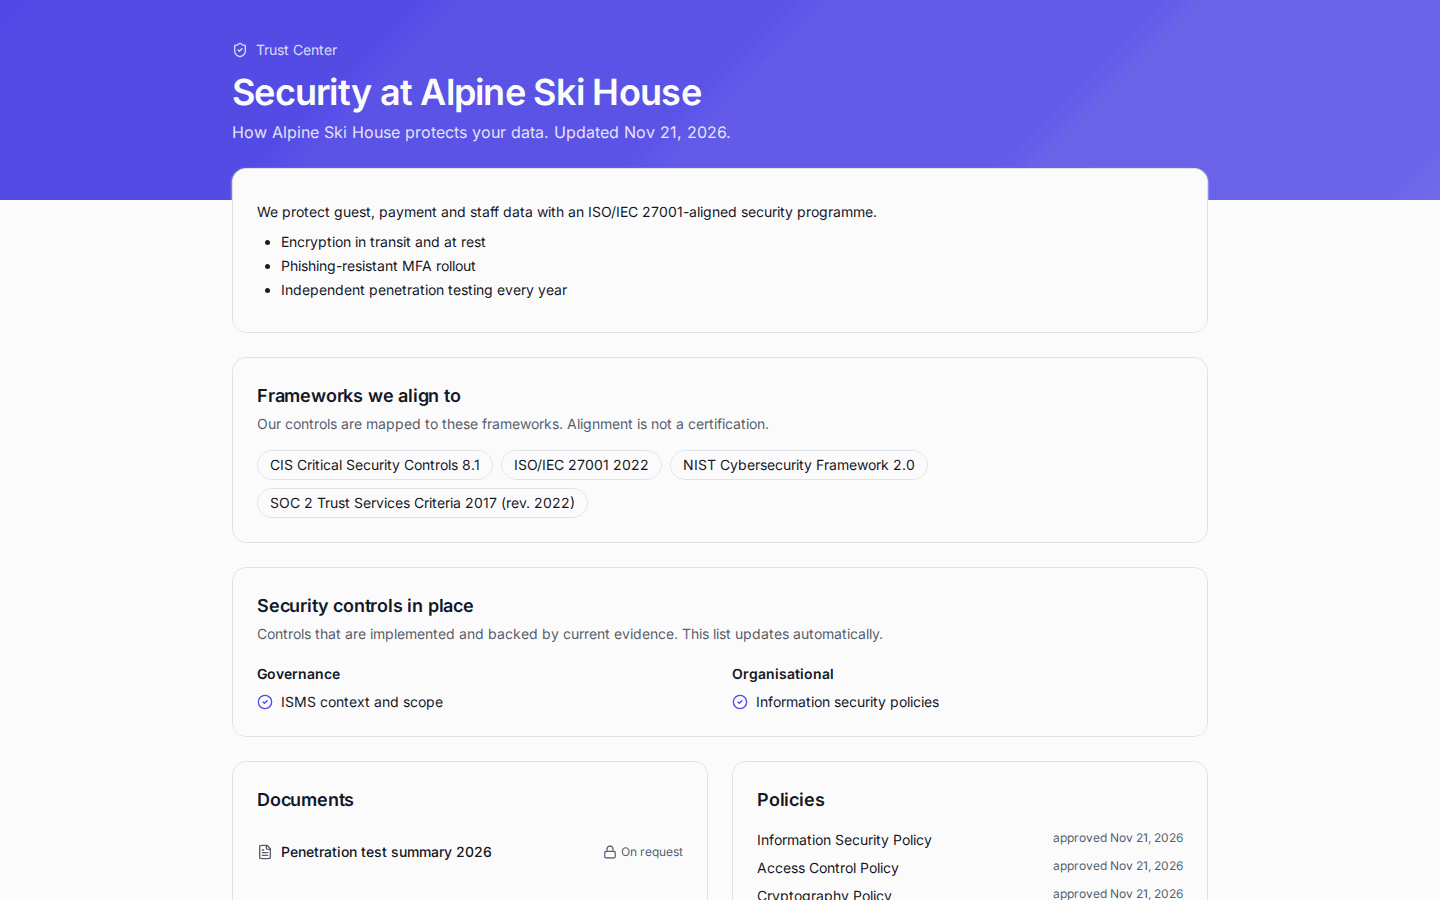 Trust Center
Security at Alpine Ski House
How Alpine Ski House protects your data. Updated Nov 21, 2026.
We protect guest, payment and staff data with an ISO/IEC 27001-aligned security programme.
Encryption in transit and at rest
Phishing-resistant MFA rollout
Independent penetration testing every year
Frameworks we align to
Our controls are mapped to these frameworks. Alignment is not a certification.
CIS Critical Security Controls 8.1
ISO/IEC 27001 2022
NIST Cybersecurity Framework 2.0
SOC 2 Trust Services Criteria 2017 (rev. 2022)
Security controls in place
Controls that are implemented and backed by current evidence. This list updates automatically.
Governance
ISMS context and scope
Organisational
Information security policies
Documents
Penetration test summary 2026
On request
Policies
Information Security Policy
approved Nov 21, 2026
Access Control Policy
approved Nov 21, 2026
Cryptography Policy
approved Nov 21, 2026